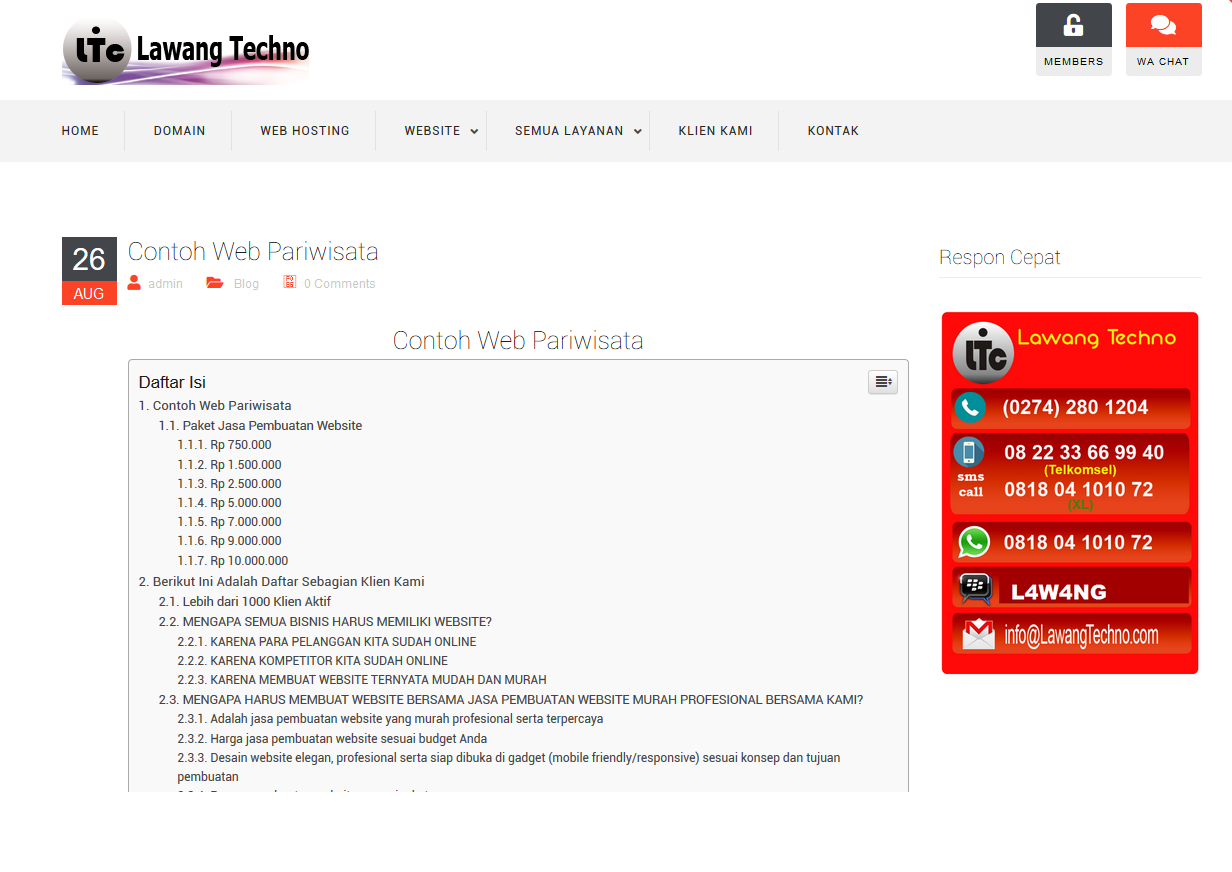 LTC Lawang Techno
MEMBERS
WA CHAT
HOME
DOMAIN
WEB HOSTING
WEBSITE
SEMUA LAYANAN
KLIEN KAMI
KONTAK
26
AUG
Contoh Web Pariwisata
admin
Blog
0 Comments
Contoh Web Pariwisata
Daftar Isi
1. Contoh Web Pariwisata
1.1. Paket Jasa Pembuatan Website
1.1.1. Rp 750.000
1.1.2. Rp 1.500.000
1.1.3. Rp 2.500.000
1.1.4. Rp 5.000.000
1.1.5. Rp 7.000.000
1.1.6. Rp 9.000.000
1.1.7. Rp 10.000.000
2. Berikut Ini Adalah Daftar Sebagian Klien Kami
2.1. Lebih dari 1000 Klien Aktif
2.2. MENGAPA SEMUA BISNIS HARUS MEMILIKI WEBSITE?
2.2.1. KARENA PARA PELANGGAN KITA SUDAH ONLINE
2.2.2. KARENA KOMPETITOR KITA SUDAH ONLINE
2.2.3. KARENA MEMBUAT WEBSITE TERNYATA MUDAH DAN MURAH
2.3. MENGAPA HARUS MEMBUAT WEBSITE BERSAMA JASA PEMBUATAN WEBSITE MURAH PROFESIONAL BERSAMA KAMI?
2.3.1. Adalah jasa pembuatan website yang murah profesional serta terpercaya
2.3.2. Harga jasa pembuatan website sesuai budget Anda
2.3.3. Desain website elegan, profesional serta siap dibuka di gadget (mobile friendly/responsive) sesuai konsep dan tujuan
pembuatan
Respon Cepat
LTC Lawang Techno
(0274) 280 1204
08 22 33 66 99 40
(Telkomsel)
sms
call
0818 04 1010 72
(XL)
0818 04 1010 72
L4W4NG
info@LawangTechno.com